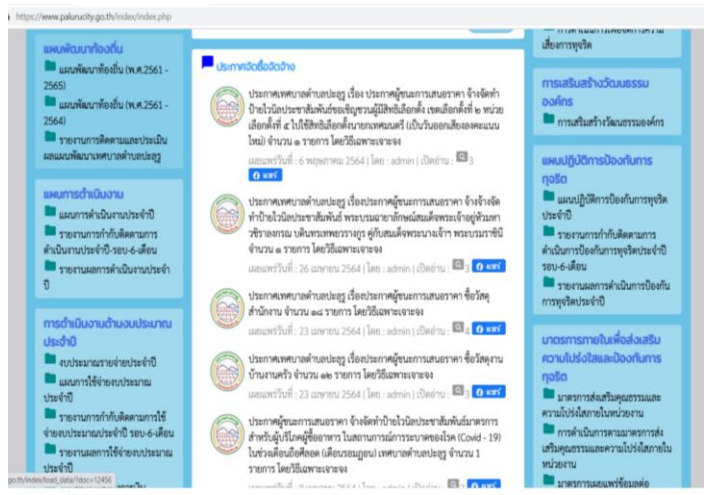 https://www.palurucity.go.th/index/index.php
แผนพัฒนาท้องถิ่น
แผนพัฒนาท้องถิ่น (พ.ศ.2561 -
2565)
แผนพัฒนาท้องถิ่น (พ.ศ.2561 -
2564)
รายงานการติดตามและประเมิน
ผลแผนพัฒนาเทศบาลตำบลปะลุรู
แผนการดำเนินงาน
แผนการดำเนินงานประจำปี
รายงานการกำกับติดตามการ
ดำเนินงานประจำปี-รอบ-6-เดือน
รายงานผลการดำเนินงานประจำ
ปี
การดำเนินงานด้านงบประมาณ
ประจำปี
งบประมาณรายจ่ายประจำปี
แผนการใช้จ่ายงบประมาณ
ประจำปี
รายงานการกำกับติดตามการใช้
จ่ายงบประมาณประจำปี รอบ-6-เดือน
รายงานผลการใช้จ่ายงบประมาณ
ประจำปี
go.th/index/load_data/?doc=12456
ประกาศจัดซื้อจัดจ้าง
ประกาศเทศบาลตำบลปะลุรู เรื่อง ประกาศผู้ชนะการเสนอราคา จ้างจัดทำ
ป้ายไวนิลประชาสัมพันธ์ขอเชิญชวนผู้มีสิทธิเลือกตั้ง เขตเลือกตั้งที่ ๒ หน่วย
เลือกตั้งที่ ๕ ไปใช้สิทธิเลือกตั้งนายกเทศมนตรี (เป็นวันออกเสียงลงคะแนน
ใหม่) จำนวน ๑ รายการ โดยวิธีเฉพาะเจาะจง
เผยแพร่วันที่ : 6 พฤษภาคม 2564 | โดย : admin | เปิดอ่าน : 3
แชร์
ประกาศเทศบาลตำบลปะลุรู เรื่องประกาศผู้ชนะการเสนอราคา จ้างจ้างจัด
ทำป้ายไวนิลประชาสัมพันธ์ พระบรมฉายาลักษณ์สมเด็จพระเจ้าอยู่หัวมหา
วชิราลงกรณ บดินทรเทพยวรางกูร คู่กับสมเด็จพระนางเจ้าฯ พระบรมราชินี
จำนวน ๑ รายการ โดยวิธีเฉพาะเจาะจง
เผยแพร่วันที่ : 26 เมษายน 2564 | โดย : admin | เปิดอ่าน : 3 แชร์
ประกาศเทศบาลตำบลปะลุรู เรื่องประกาศผู้ชนะการเสนอราคา ซื้อวัสดุ
สำนักงาน จำนวน ๑๘ รายการ โดยวิธีเฉพาะเจาะจง
เผยแพร่วันที่ : 23 เมษายน 2564 | โดย : admin | เปิดอ่าน : 4 แชร์
ประกาศเทศบาลตำบลปะลุรู เรื่องประกาศผู้ชนะการเสนอราคา ซื้อวัสดุงาน
บ้านงานครัว จำนวน ๑๒ รายการ โดยวิธีเฉพาะเจาะจง
เผยแพร่วันที่ : 23 เมษายน 2564 | โดย : admin | เปิดอ่าน : 3 แชร์
ประกาศผู้ชนะการเสนอราคา จ้างจัดทำป้ายไวนิลประชาสัมพันธ์มาตรการ
สำหรับผู้บริโภคผู้ซื้ออาหาร ในสถานการณ์การระบาดของโรค (Covid - 19)
ในช่วงเดือนถือศีลอด (เดือนรอมฎอน) เทศบาลตำบลปะลุรู จำนวน 1
รายการ โดยวิธีเฉพาะเจาะจง
เสี่ยงการทุจริต
การเสริมสร้างวัฒนธรรม
องค์กร
การเสริมสร้างวัฒนธรรมองค์กร
แผนปฏิบัติการป้องกันการ
ทุจริต
แผนปฏิบัติการป้องกันการทุจริต
ประจำปี
รายงานการกำกับติดตามการ
ดำเนินการป้องกันการทุจริตประจำปี
รอบ-6-เดือน
รายงานผลการดำเนินการป้องกัน
การทุจริตประจำปี
มาตรการภายในเพื่อส่งเสริม
ความโปร่งใสและป้องกันการ
ทุจริต
มาตรการส่งเสริมคุณธรรมและ
ความโปร่งใสภายในหน่วยงาน
การดำเนินการตามมาตรการส่ง
เสริมคุณธรรมและความโปร่งใสภายใน
หน่วยงาน
มาตรการเผยแพร่ข้อมูลต่อ